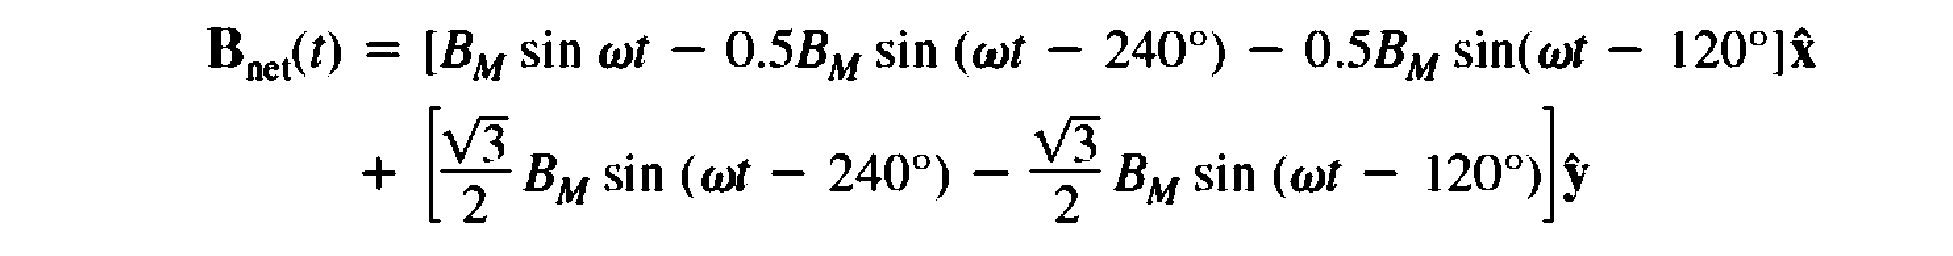 B_net(t) = [B_M sin ωt − 0.5B_M sin (ωt − 240°) − 0.5B_M sin(ωt − 120°]x̂
+ [√3/2 B_M sin (ωt − 240°) − √3/2 B_M sin (ωt − 120°)]ŷ